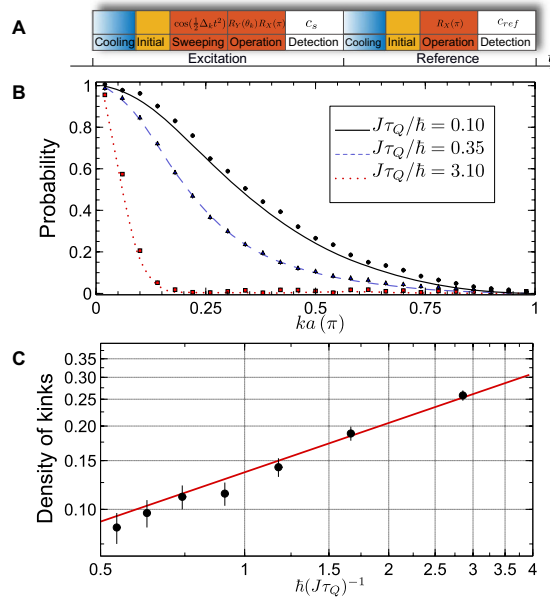 A
cos(½Δₖt²) R_Y(θₖ)R_X(π) c_s R_X(π) c_ref
Cooling Initial Sweeping Operation Detection Cooling Initial Operation Detection
Excitation Reference t
B
Probability
1
0.8
0.6
0.4
0.2
0
Jτ_Q/ħ = 0.10
Jτ_Q/ħ = 0.35
Jτ_Q/ħ = 3.10
0 0.25 0.5 0.75 1
ka (π)
C
Density of kinks
0.35
0.30
0.25
0.20
0.15
0.10
0.5 1 1.5 2 2.5 3 3.5 4
ħ(Jτ_Q)⁻¹